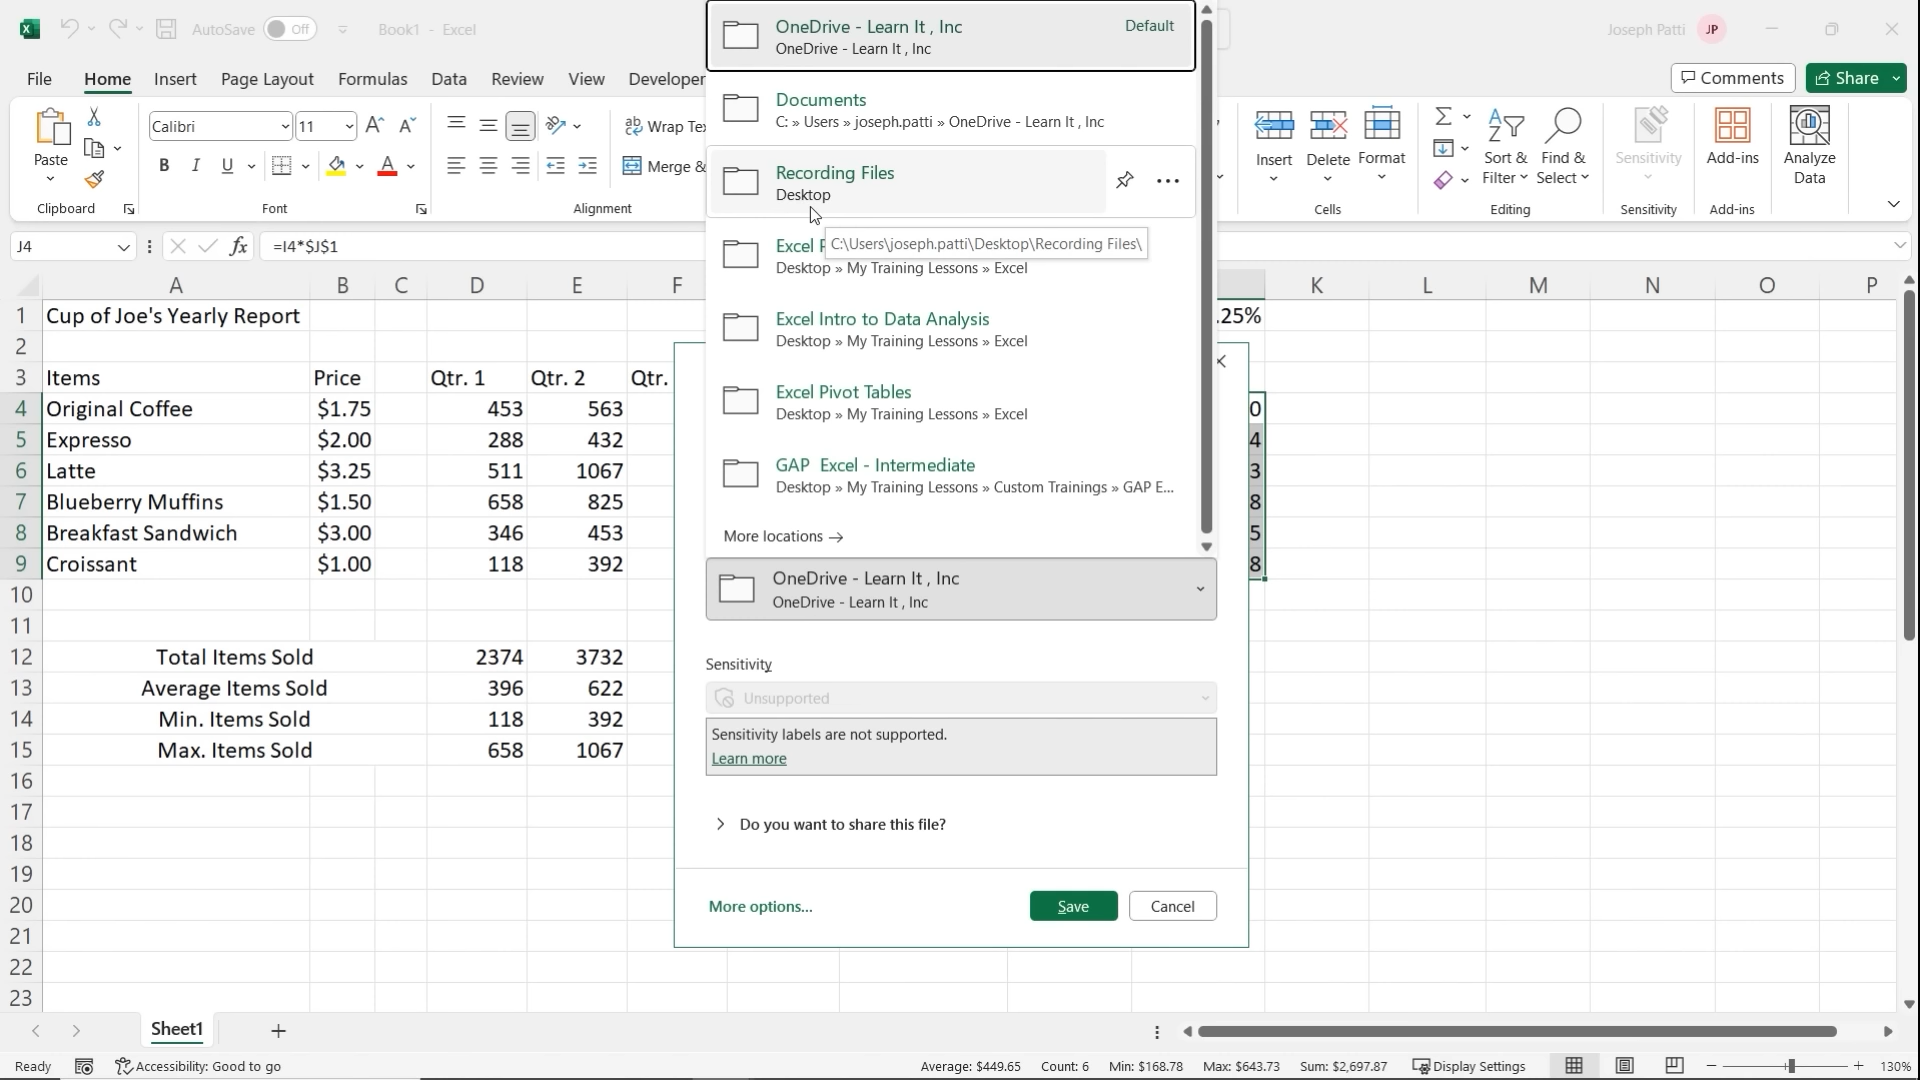 AutoSave Off
Book1 - Excel
Joseph Patti JP
File Home Insert Page Layout Formulas Data Review View Developer
Comments Share
Paste
Clipboard
Calibri 11
B I U
Font
Wrap
Merge &
Alignment
Insert Delete Format
Cells
Sort & Filter
Find & Select
Editing
Sensitivity
Sensitivity
Add-ins
Add-ins
Analyze Data
J4 fx =I4*$J$1
OneDrive - Learn It , Inc Default
OneDrive - Learn It , Inc
Documents
C: » Users » joseph.patti » OneDrive - Learn It , Inc
Recording Files
Desktop
C:\Users\joseph.patti\Desktop\Recording Files\
Excel
Desktop » My Training Lessons » Excel
Excel Intro to Data Analysis
Desktop » My Training Lessons » Excel
Excel Pivot Tables
Desktop » My Training Lessons » Excel
GAP Excel - Intermediate
Desktop » My Training Lessons » Custom Trainings » GAP E...
More locations →
OneDrive - Learn It , Inc
OneDrive - Learn It , Inc
Sensitivity
Unsupported
Sensitivity labels are not supported.
Learn more
Do you want to share this file?
More options... Save Cancel
A B C D E F K L M N O P
1 Cup of Joe's Yearly Report .25%
2
3 Items Price Qtr. 1 Qtr. 2 Qtr.
4 Original Coffee $1.75 453 563 0
5 Expresso $2.00 288 432 4
6 Latte $3.25 511 1067 3
7 Blueberry Muffins $1.50 658 825 8
8 Breakfast Sandwich $3.00 346 453 5
9 Croissant $1.00 118 392 8
10
11
12 Total Items Sold 2374 3732
13 Average Items Sold 396 622
14 Min. Items Sold 118 392
15 Max. Items Sold 658 1067
16
17
18
19
20
21
22
23
Sheet1
Ready Accessibility: Good to go Average: $449.65 Count: 6 Min: $168.78 Max: $643.73 Sum: $2,697.87 Display Settings 130%